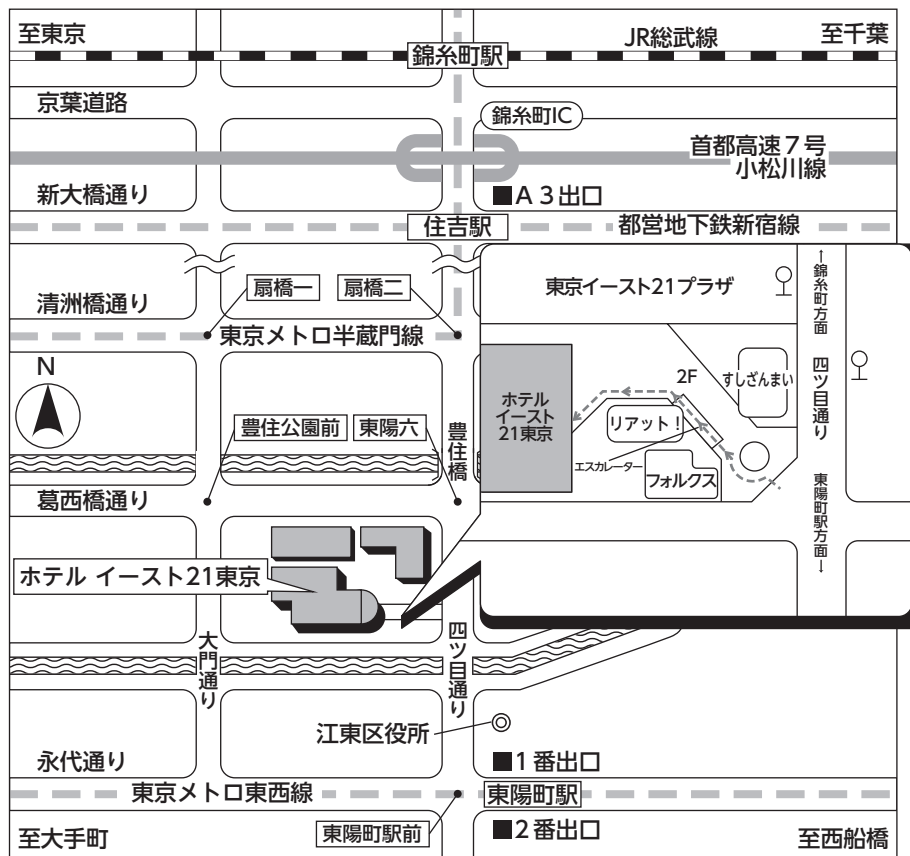 至東京
JR総武線
至千葉
錦糸町駅
京葉道路
錦糸町IC
首都高速7号
小松川線
新大橋通り
■A3出口
住吉駅
都営地下鉄新宿線
清洲橋通り
扇橋一
扇橋二
東京メトロ半蔵門線
東京イースト21プラザ
←錦糸町方面
四ツ目通り
東陽町駅方面→
ホテル
イースト
21東京
2F
すしざんまい
リアット!
エスカレーター
フォルクス
N
豊住公園前
東陽六
豊住橋
葛西橋通り
ホテル イースト21東京
大門通り
四ツ目通り
江東区役所
永代通り
■1番出口
東京メトロ東西線
東陽町駅
至大手町
東陽町駅前
■2番出口
至西船橋